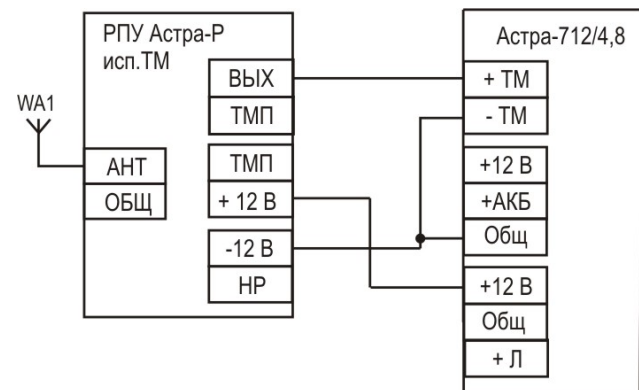 РПУ Астра-Р
исп.ТМ
WA1
АНТ
ОБЩ
ВЫХ
ТМП
ТМП
+ 12 В
-12 В
НР
Астра-712/4,8
+ ТМ
- ТМ
+12 В
+АКБ
Общ
+12 В
Общ
+ Л